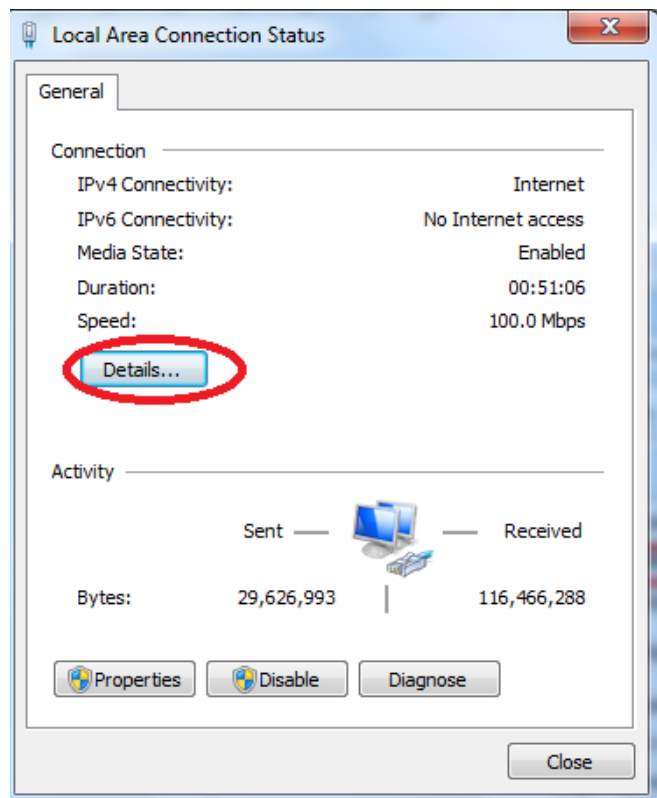 Local Area Connection Status
General
Connection
IPv4 Connectivity: Internet
IPv6 Connectivity: No Internet access
Media State: Enabled
Duration: 00:51:06
Speed: 100.0 Mbps
Details...
Activity
Sent Received
Bytes: 29,626,993 116,466,288
Properties Disable Diagnose
Close